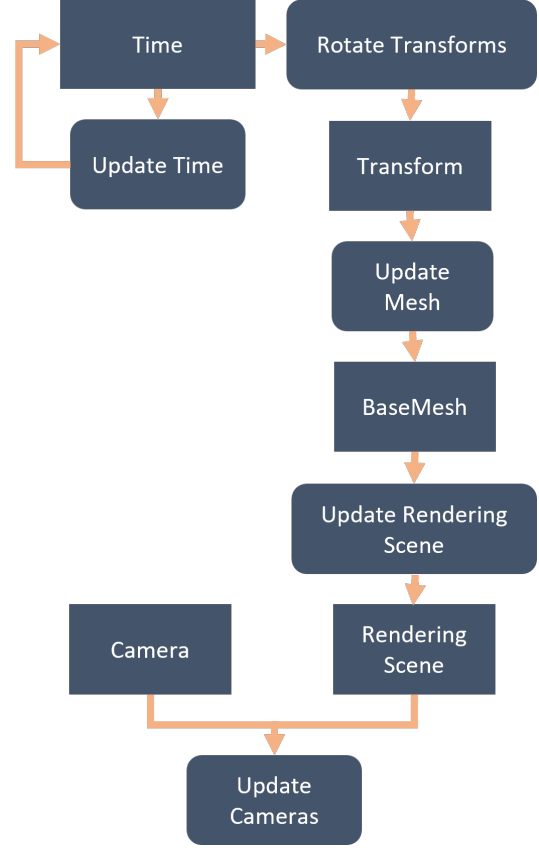 Time
Rotate Transforms
Update Time
Transform
Update
Mesh
BaseMesh
Update Rendering
Scene
Camera
Rendering
Scene
Update
Cameras